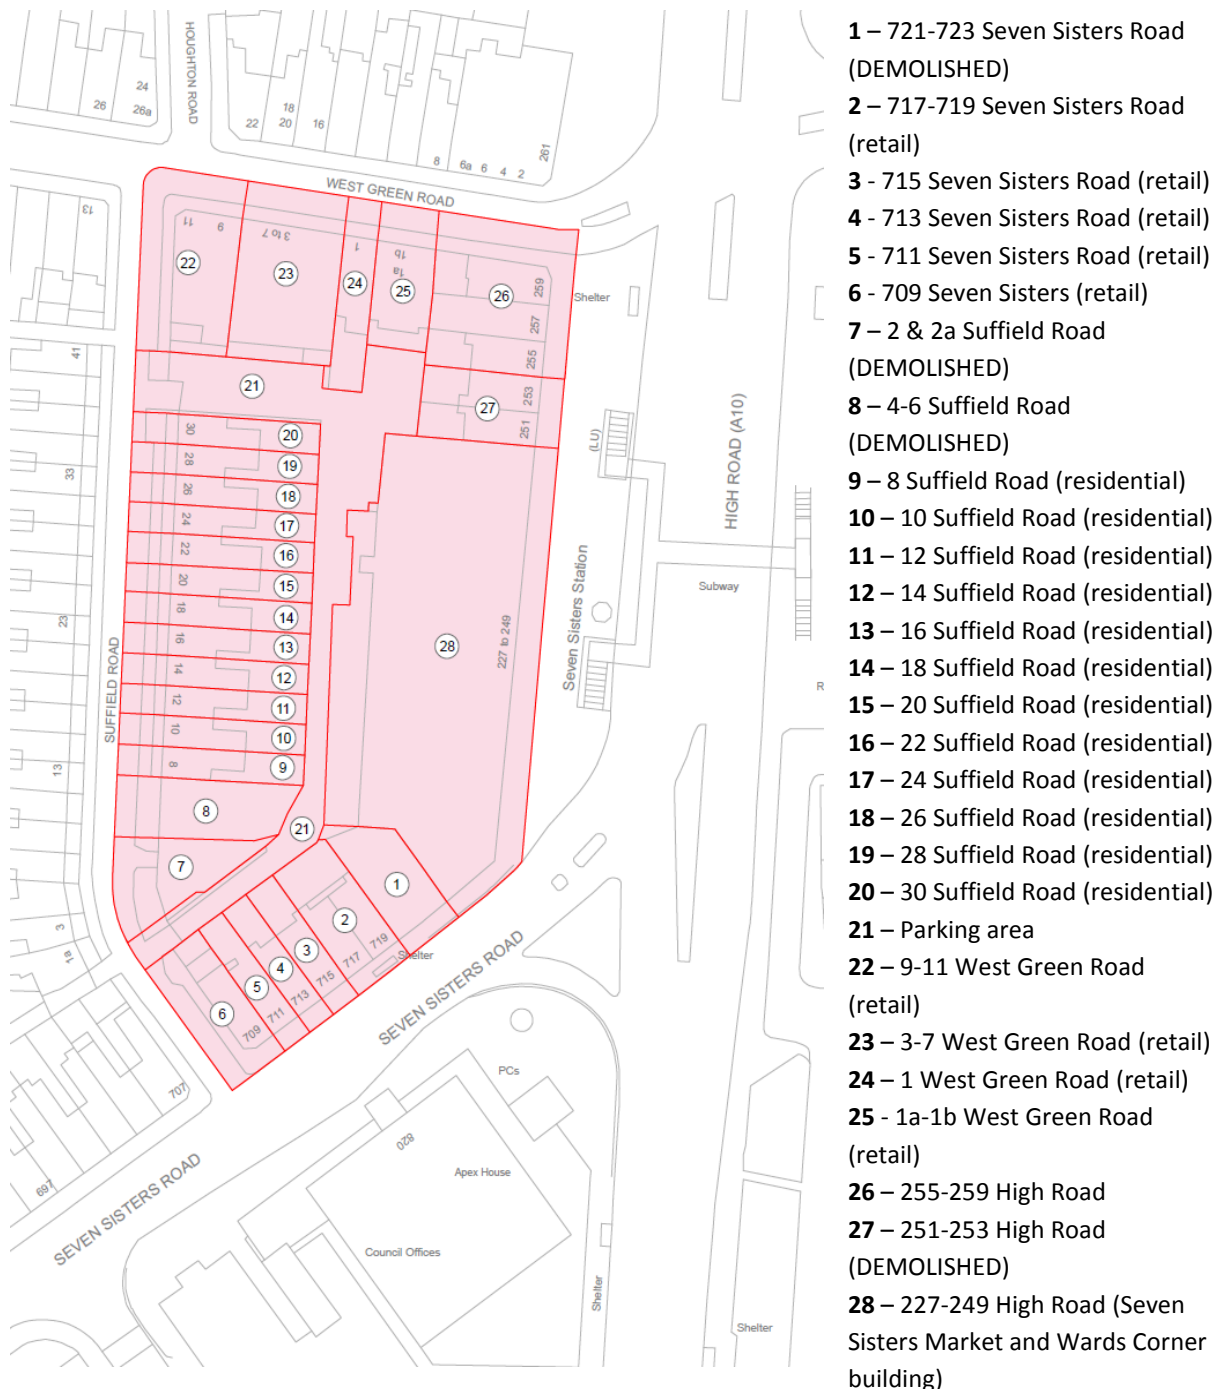 HOUGHTON ROAD
24
26
26a
18
20
22
16
8
6a
6
4
2
261
WEST GREEN ROAD
13
11
9
3 to 7
1
1b
1a
22
23
24
25
26
259
257
255
253
251
Shelter
41
21
27
(LU)
HIGH ROAD (A10)
30
20
28
19
33
26
18
24
17
22
16
20
15
Subway
18
14
23
16
13
14
12
12
11
10
10
8
9
28
227 to 249
Seven Sisters Station
R
SUFFIELD ROAD
13
8
21
7
1
2
3
4
5
6
719
717
715
713
711
709
Shelter
3
1a
SEVEN SISTERS ROAD
707
697
SEVEN SISTERS ROAD
PCs
820
Apex House
Council Offices
Shelter
Shelter
1 – 721-723 Seven Sisters Road
(DEMOLISHED)
2 – 717-719 Seven Sisters Road
(retail)
3 - 715 Seven Sisters Road (retail)
4 - 713 Seven Sisters Road (retail)
5 - 711 Seven Sisters Road (retail)
6 - 709 Seven Sisters (retail)
7 – 2 & 2a Suffield Road
(DEMOLISHED)
8 – 4-6 Suffield Road
(DEMOLISHED)
9 – 8 Suffield Road (residential)
10 – 10 Suffield Road (residential)
11 – 12 Suffield Road (residential)
12 – 14 Suffield Road (residential)
13 – 16 Suffield Road (residential)
14 – 18 Suffield Road (residential)
15 – 20 Suffield Road (residential)
16 – 22 Suffield Road (residential)
17 – 24 Suffield Road (residential)
18 – 26 Suffield Road (residential)
19 – 28 Suffield Road (residential)
20 – 30 Suffield Road (residential)
21 – Parking area
22 – 9-11 West Green Road
(retail)
23 – 3-7 West Green Road (retail)
24 – 1 West Green Road (retail)
25 - 1a-1b West Green Road
(retail)
26 – 255-259 High Road
27 – 251-253 High Road
(DEMOLISHED)
28 – 227-249 High Road (Seven
Sisters Market and Wards Corner
building)